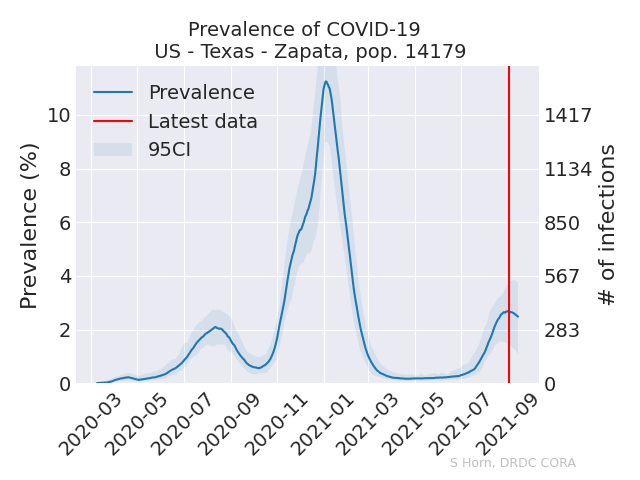 Prevalence of COVID-19
US - Texas - Zapata, pop. 14179
Prevalence
Latest data
95CI
Prevalence (%)
10
8
6
4
2
0
1417
1134
850
567
283
0
# of infections
2020-03
2020-05
2020-07
2020-09
2020-11
2021-01
2021-03
2021-05
2021-07
2021-09
S Horn, DRDC CORA